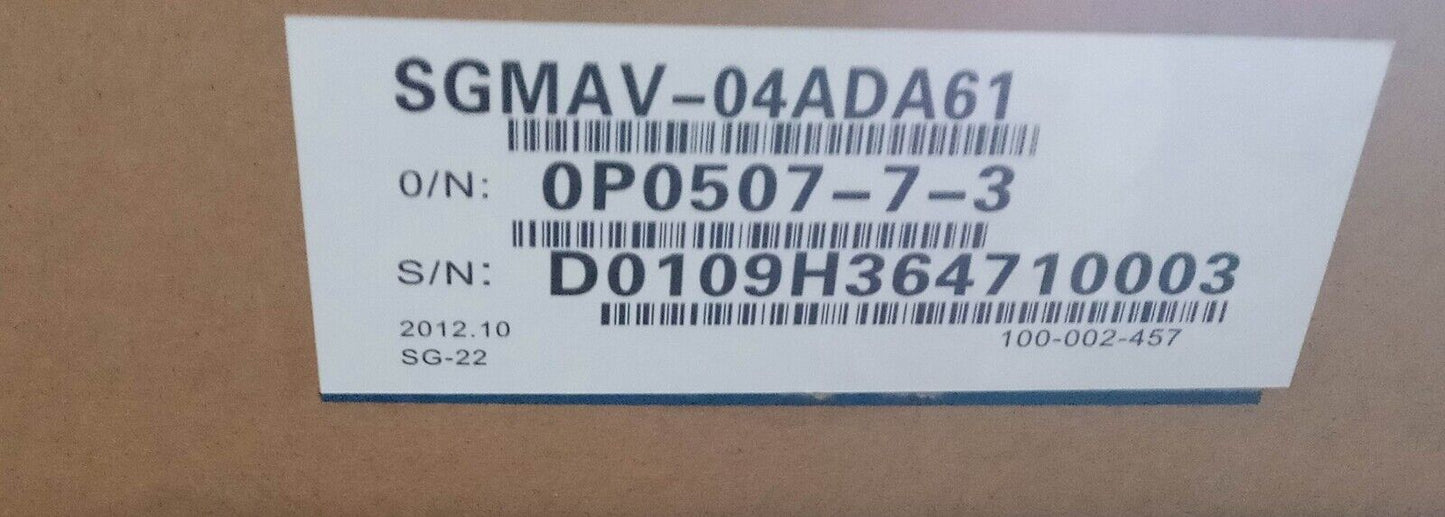 SGMAV-04ADA61
O/N: 0P0507-7-3
S/N: D0109H364710003
2012.10
100-002-457
SG-22